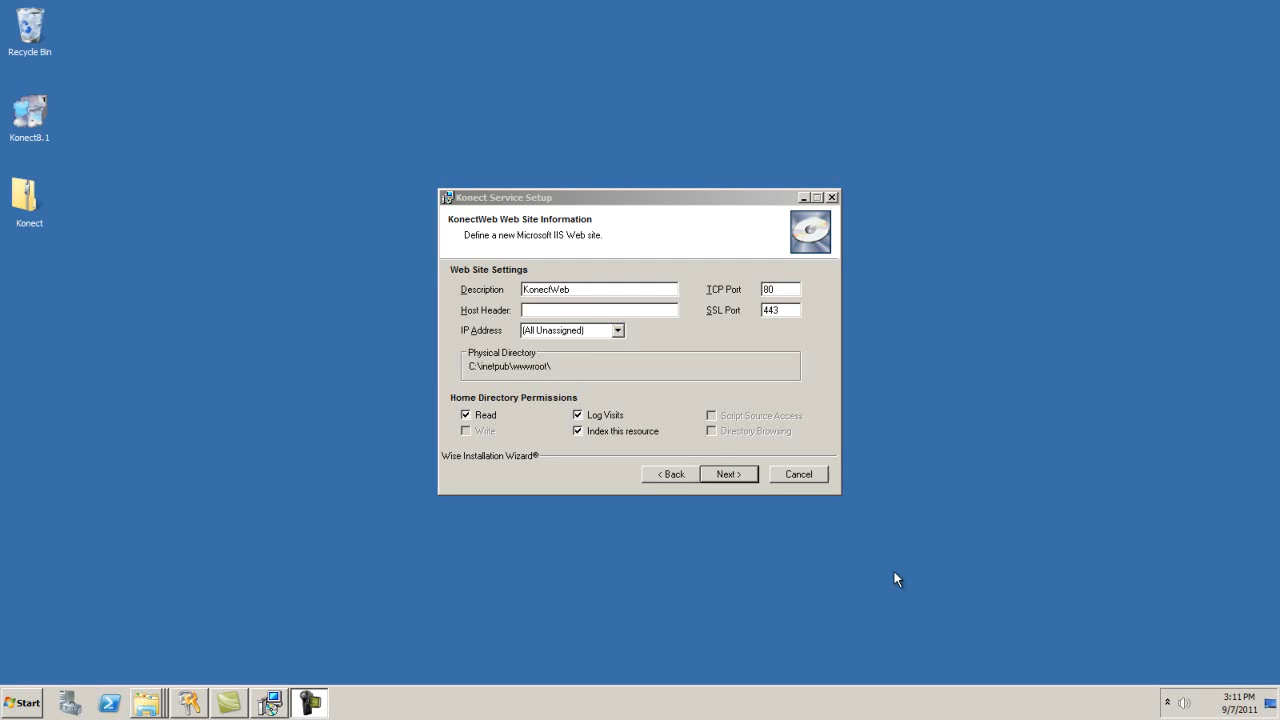 Recycle Bin
Konect8.1
Konect
Konect Service Setup
KonectWeb Web Site Information
Define a new Microsoft IIS Web site.
Web Site Settings
Description KonectWeb TCP Port 80
Host Header: SSL Port 443
IP Address (All Unassigned)
Physical Directory
C:\inetpub\wwwroot\
Home Directory Permissions
Read Log Visits Script Source Access
Write Index this resource Directory Browsing
Wise Installation Wizard®
< Back Next > Cancel
Start
3:11 PM
9/7/2011